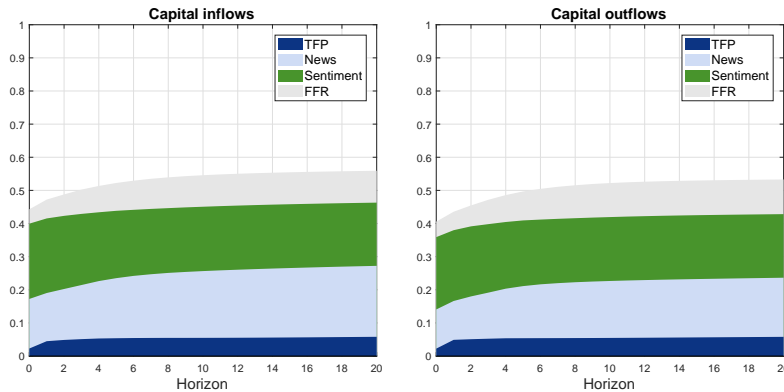 Capital inflows
1
0.9
0.8
0.7
0.6
0.5
0.4
0.3
0.2
0.1
0
TFP
News
Sentiment
FFR
0 2 4 6 8 10 12 14 16 18 20
Horizon
Capital outflows
1
0.9
0.8
0.7
0.6
0.5
0.4
0.3
0.2
0.1
0
TFP
News
Sentiment
FFR
0 2 4 6 8 10 12 14 16 18
Horizon